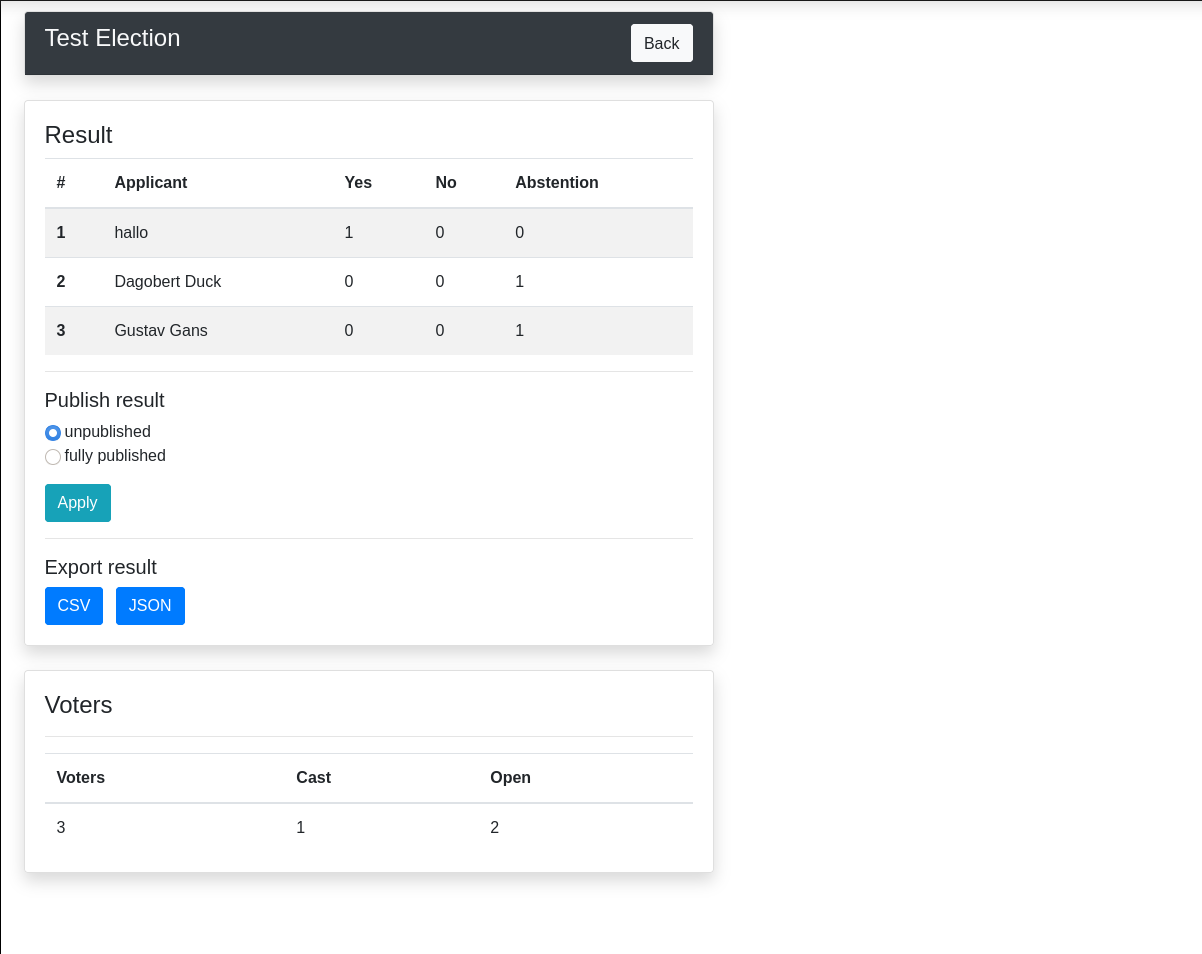 Test Election
Back
Result
# Applicant Yes No Abstention
1 hallo 1 0 0
2 Dagobert Duck 0 0 1
3 Gustav Gans 0 0 1
Publish result
unpublished
fully published
Apply
Export result
CSV JSON
Voters
Voters Cast Open
3 1 2